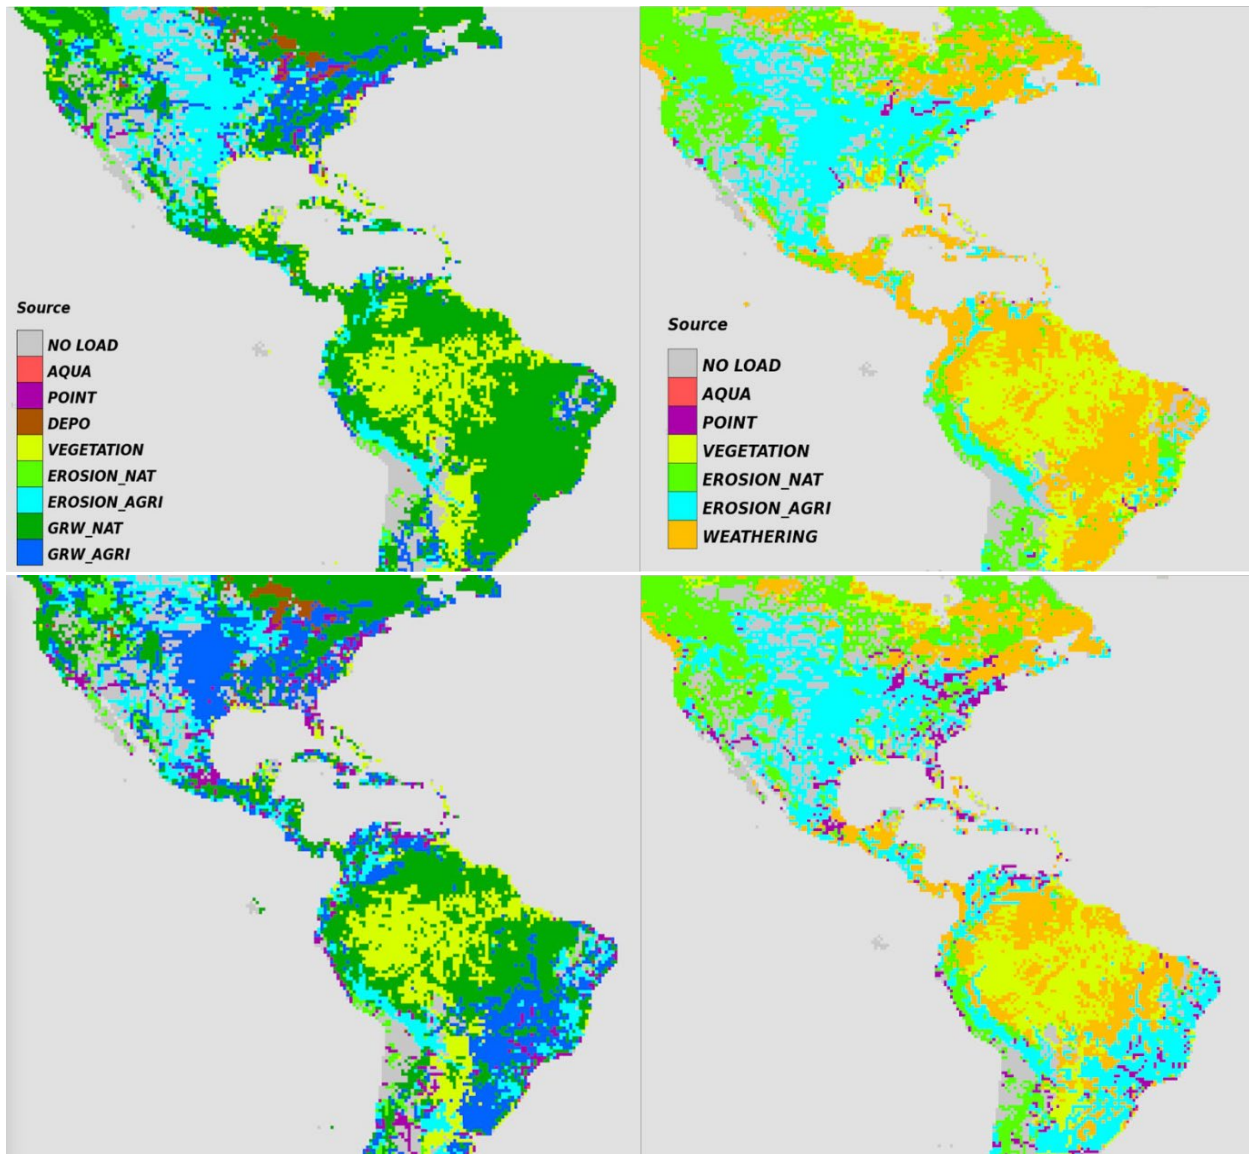 Source
NO LOAD
AQUA
POINT
DEPO
VEGETATION
EROSION_NAT
EROSION_AGRI
GRW_NAT
GRW_AGRI
Source
NO LOAD
AQUA
POINT
VEGETATION
EROSION_NAT
EROSION_AGRI
WEATHERING